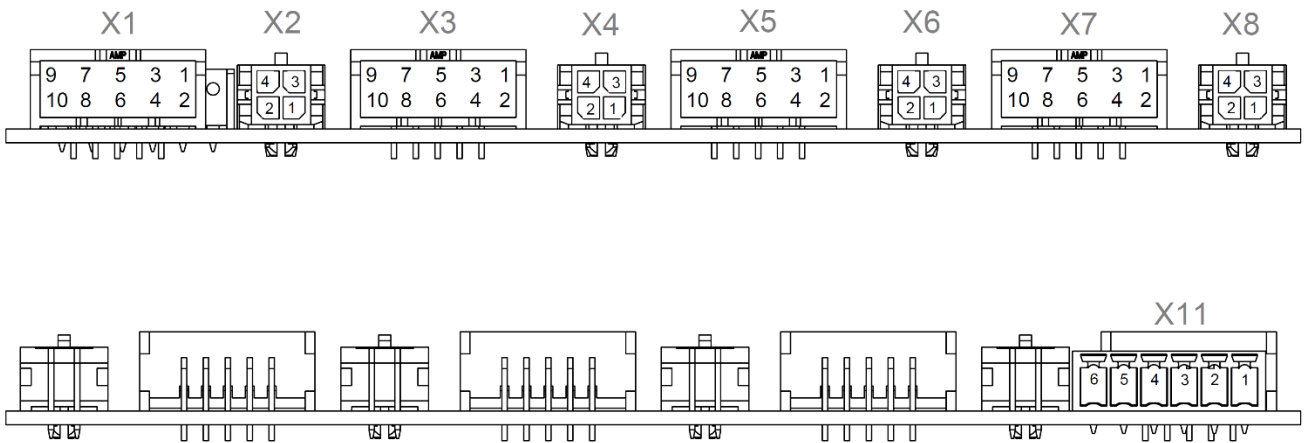 X1 X2 X3 X4 X5 X6 X7 X8
AMP AMP AMP AMP
9 7 5 3 1 4 3 9 7 5 3 1 4 3 9 7 5 3 1 4 3 9 7 5 3 1 4 3
10 8 6 4 2 2 1 10 8 6 4 2 2 1 10 8 6 4 2 2 1 10 8 6 4 2 2 1
X11
6 5 4 3 2 1